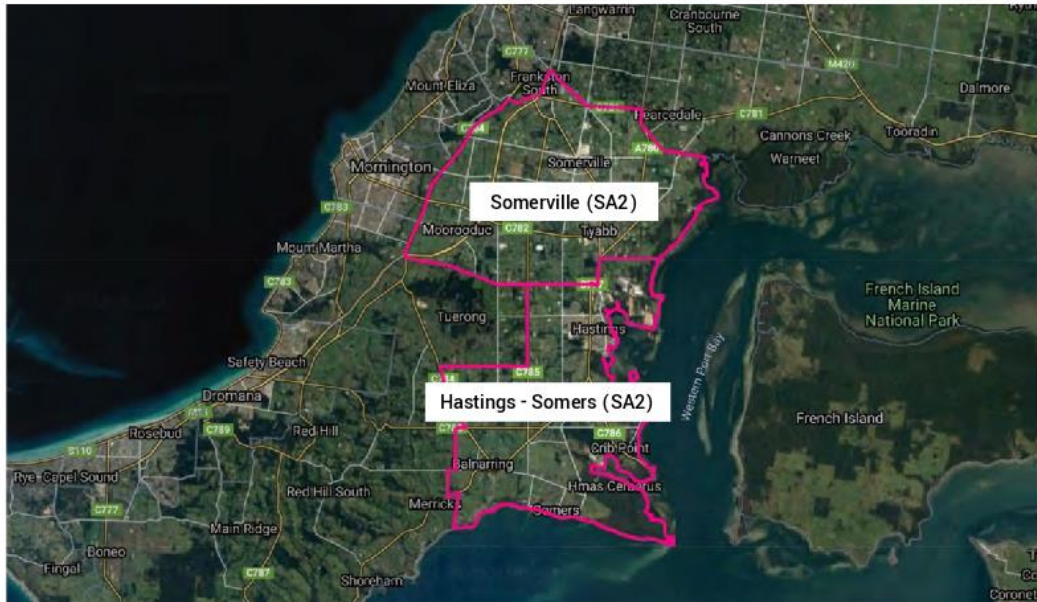 Langwarrin
Cranbourne
South
C777
M420
Frankston
South
Mount Eliza
Dalmore
Pearcedale
C781
Tooradin
Cannons Creek
Warneet
A780
Somerville
Mornington
Somerville (SA2)
C783
Moorooduc
C782
Tyabb
Mount Martha
C783
French Island
Marine
National Park
Tuerong
Hastings
Western Port Bay
Safety Beach
C785
Dromana
Hastings - Somers (SA2)
French Island
Rosebud
C789
Red Hill
C786
B110
Crib Point
Balnarring
Rye
Capel Sound
Hmas Cerberus
Red Hill South
Merricks
Somers
C777
Main Ridge
Boneo
Fingal
C787
Shoreham